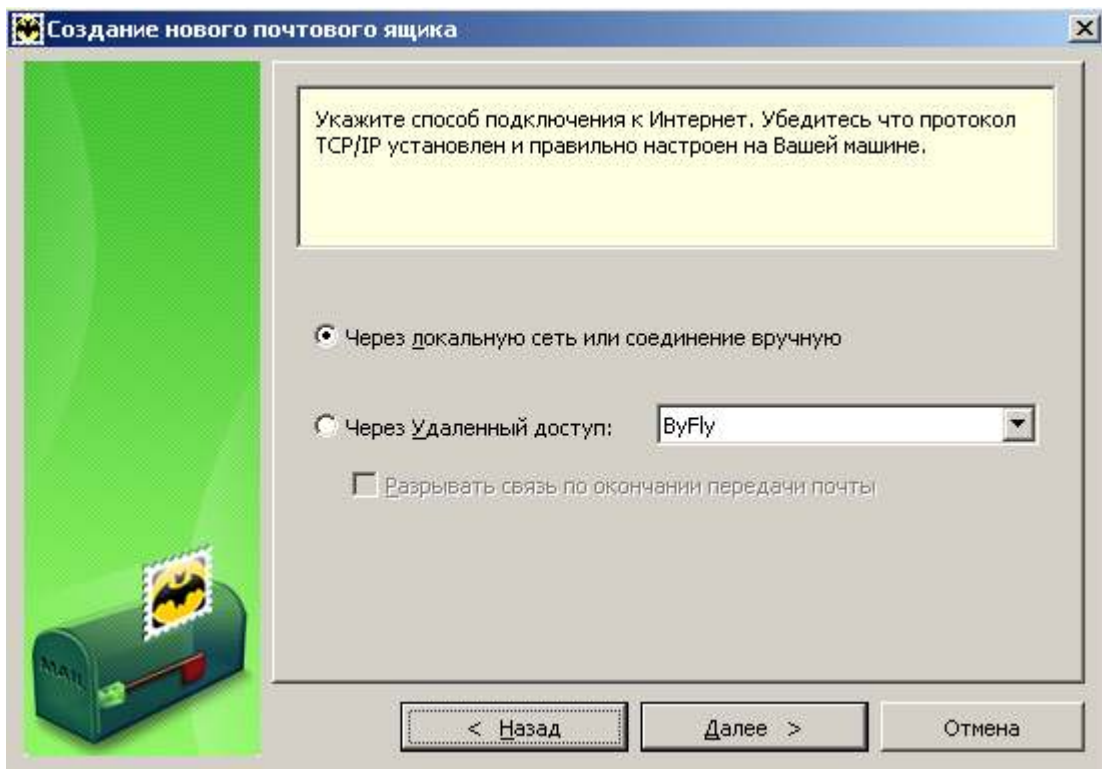 Создание нового почтового ящика
Укажите способ подключения к Интернет. Убедитесь что протокол
TCP/IP установлен и правильно настроен на Вашей машине.
Через локальную сеть или соединение вручную
Через Удаленный доступ:
ByFly
Разрывать связь по окончании передачи почты
MAIL
< Назад
Далее >
Отмена